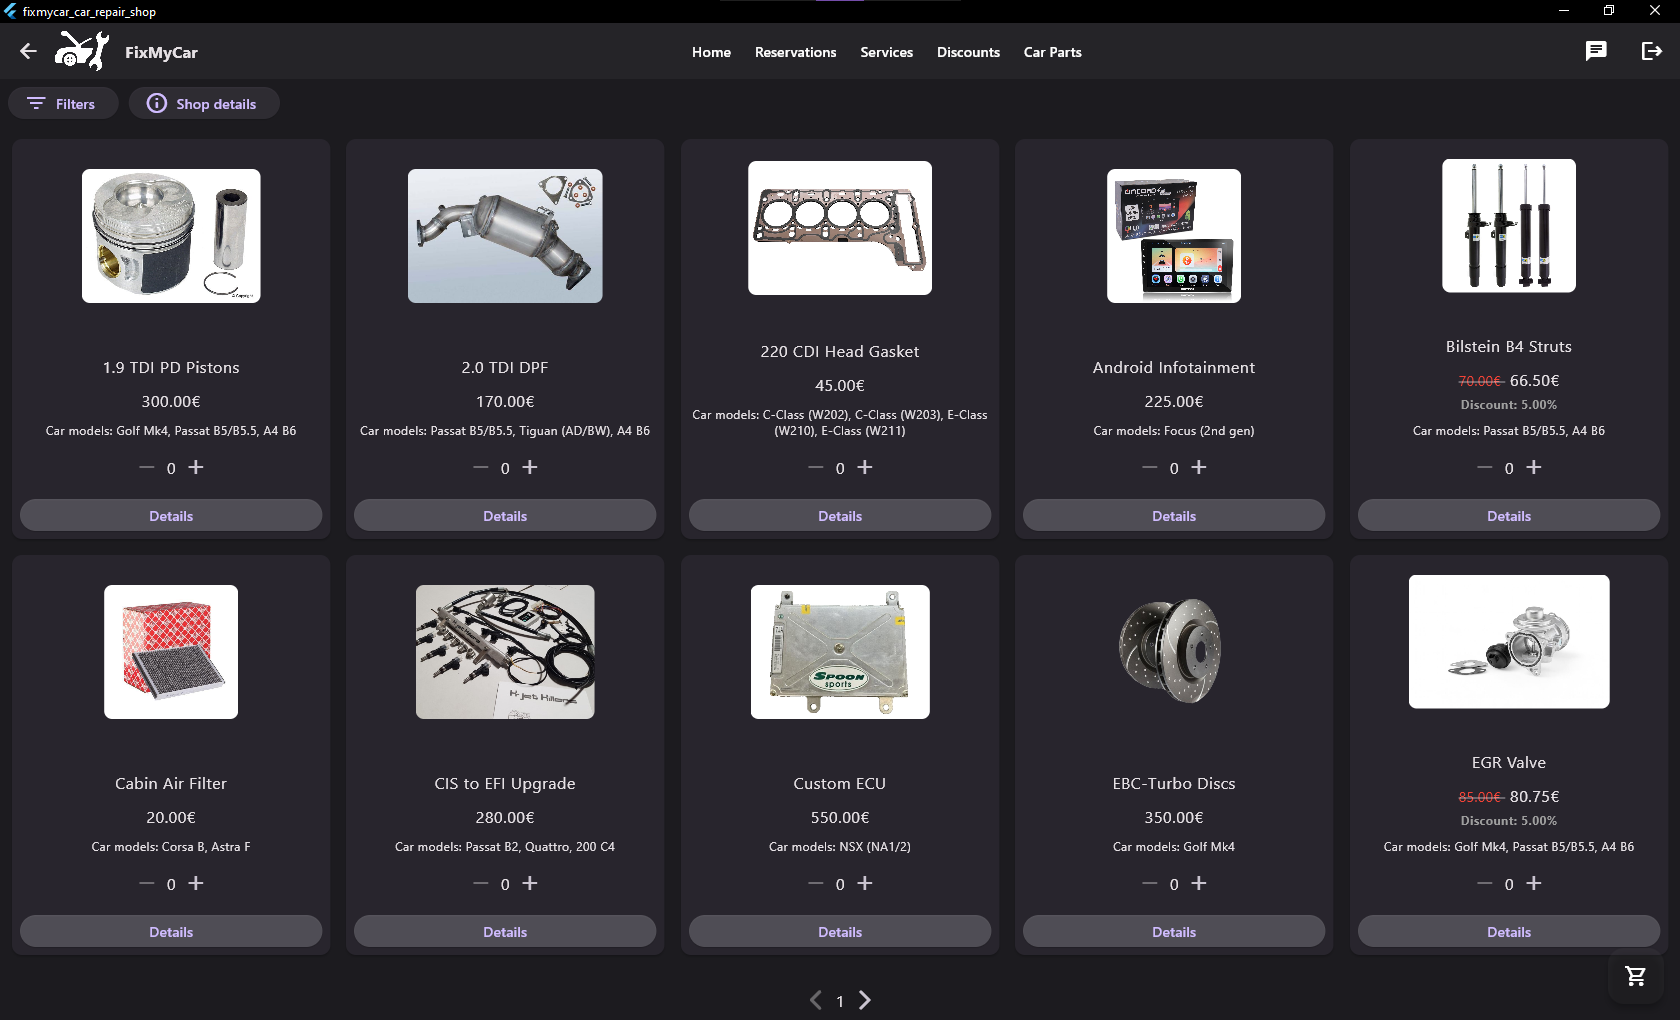 fixmycar_car_repair_shop
FixMyCar
Home
Reservations
Services
Discounts
Car Parts
Filters
Shop details
1.9 TDI PD Pistons
300.00€
Car models: Golf Mk4, Passat B5/B5.5, A4 B6
0
Details
2.0 TDI DPF
170.00€
Car models: Passat B5/B5.5, Tiguan (AD/BW), A4 B6
0
Details
220 CDI Head Gasket
45.00€
Car models: C-Class (W202), C-Class (W203), E-Class
(W210), E-Class (W211)
0
Details
Android Infotainment
225.00€
Car models: Focus (2nd gen)
0
Details
Bilstein B4 Struts
70.00€ 66.50€
Discount: 5.00%
Car models: Passat B5/B5.5, A4 B6
0
Details
Cabin Air Filter
20.00€
Car models: Corsa B, Astra F
0
Details
K-jet Killers
CIS to EFI Upgrade
280.00€
Car models: Passat B2, Quattro, 200 C4
0
Details
SPOON
sports
Custom ECU
550.00€
Car models: NSX (NA1/2)
0
Details
EBC-Turbo Discs
350.00€
Car models: Golf Mk4
0
Details
EGR Valve
85.00€ 80.75€
Discount: 5.00%
Car models: Golf Mk4, Passat B5/B5.5, A4 B6
0
Details
1